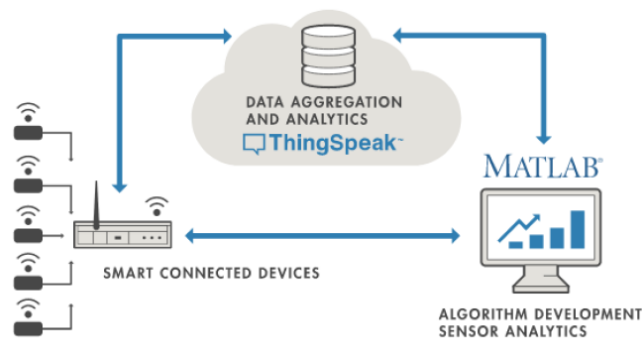 DATA AGGREGATION
AND ANALYTICS
ThingSpeak™
MATLAB®
SMART CONNECTED DEVICES
ALGORITHM DEVELOPMENT
SENSOR ANALYTICS